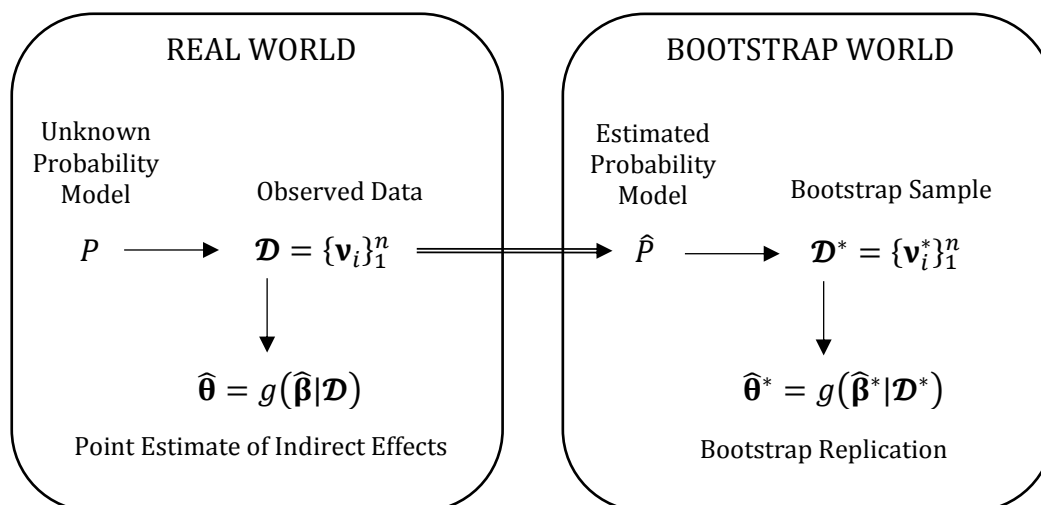 REAL WORLD
Unknown
Probability
Model
Observed Data
P
𝓓 = {𝐯ᵢ}₁ⁿ
𝛉̂ = g(𝛃̂|𝓓)
Point Estimate of Indirect Effects
BOOTSTRAP WORLD
Estimated
Probability
Model
Bootstrap Sample
P̂
𝓓* = {𝐯ᵢ*}₁ⁿ
𝛉̂* = g(𝛃̂*|𝓓*)
Bootstrap Replication